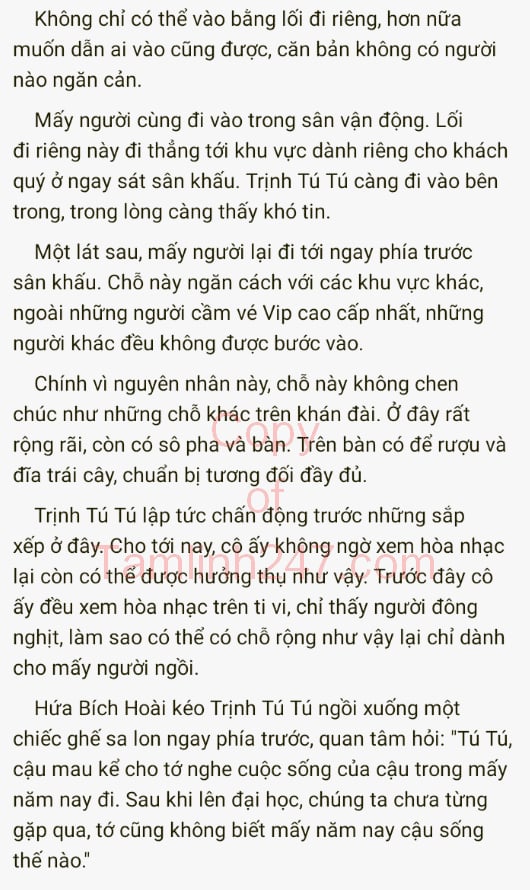 Không chỉ có thể vào bằng lối đi riêng, hơn nữa
muốn dẫn ai vào cũng được, căn bản không có người
nào ngăn cản.
Mấy người cùng đi vào trong sân vận động. Lối
đi riêng này đi thẳng tới khu vực dành riêng cho khách
quý ở ngay sát sân khấu. Trịnh Tú Tú càng đi vào bên
trong, trong lòng càng thấy khó tin.
Một lát sau, mấy người lại đi tới ngay phía trước
sân khấu. Chỗ này ngăn cách với các khu vực khác,
ngoài những người cầm vé Vip cao cấp nhất, những
người khác đều không được bước vào.
Chính vì nguyên nhân này, chỗ này không chen
chúc như những chỗ khác trên khán đài. Ở đây rất
rộng rãi, còn có sô pha và bàn. Trên bàn có để rượu và
đĩa trái cây, chuẩn bị tương đối đầy đủ.
Trịnh Tú Tú lập tức chấn động trước những sắp
xếp ở đây. Cho tới nay, cô ấy không ngờ xem hòa nhạc
lại còn có thể được hưởng thụ như vậy. Trước đây cô
ấy đều xem hòa nhạc trên ti vi, chỉ thấy người đông
nghịt, làm sao có thể có chỗ rộng như vậy lại chỉ dành
cho mấy người ngồi.
Hứa Bích Hoài kéo Trịnh Tú Tú ngồi xuống một
chiếc ghế sa lon ngay phía trước, quan tâm hỏi: "Tú Tú,
cậu mau kể cho tớ nghe cuộc sống của cậu trong mấy
năm nay đi. Sau khi lên đại học, chúng ta chưa từng
gặp qua, tớ cũng không biết mấy năm nay cậu sống
thế nào."
Copy
of
Tamlinh247.com